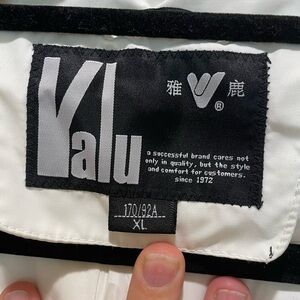 Yalu
雅 鹿
®
a successful brand cares not
only in quality, but the style
and comfort for customers.
since 1972
170/92A
XL